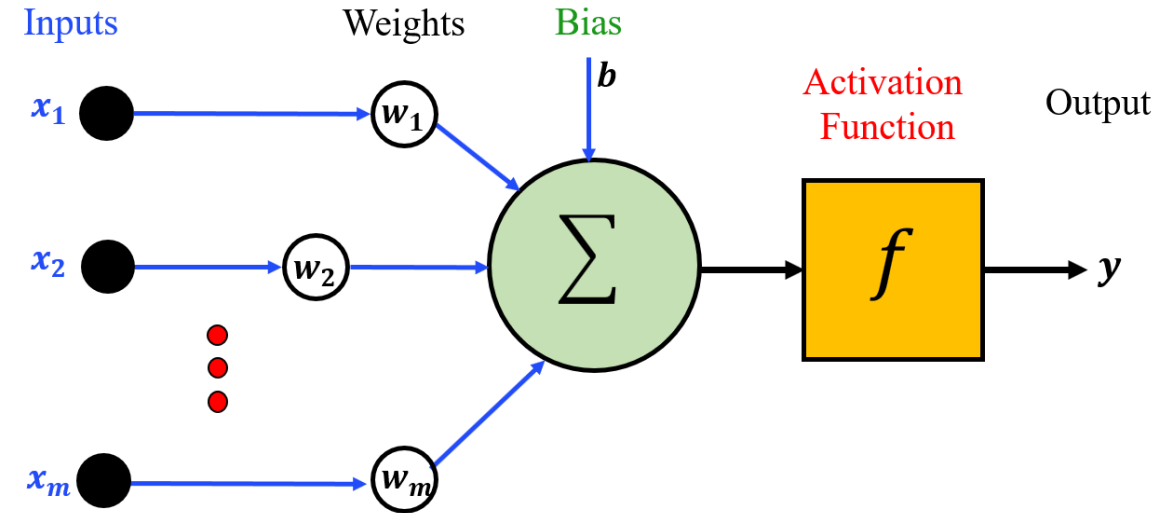 Inputs
Weights
Bias
b
Activation
Function
Output
x₁
w₁
x₂
w₂
∑
f
y
xₘ
wₘ